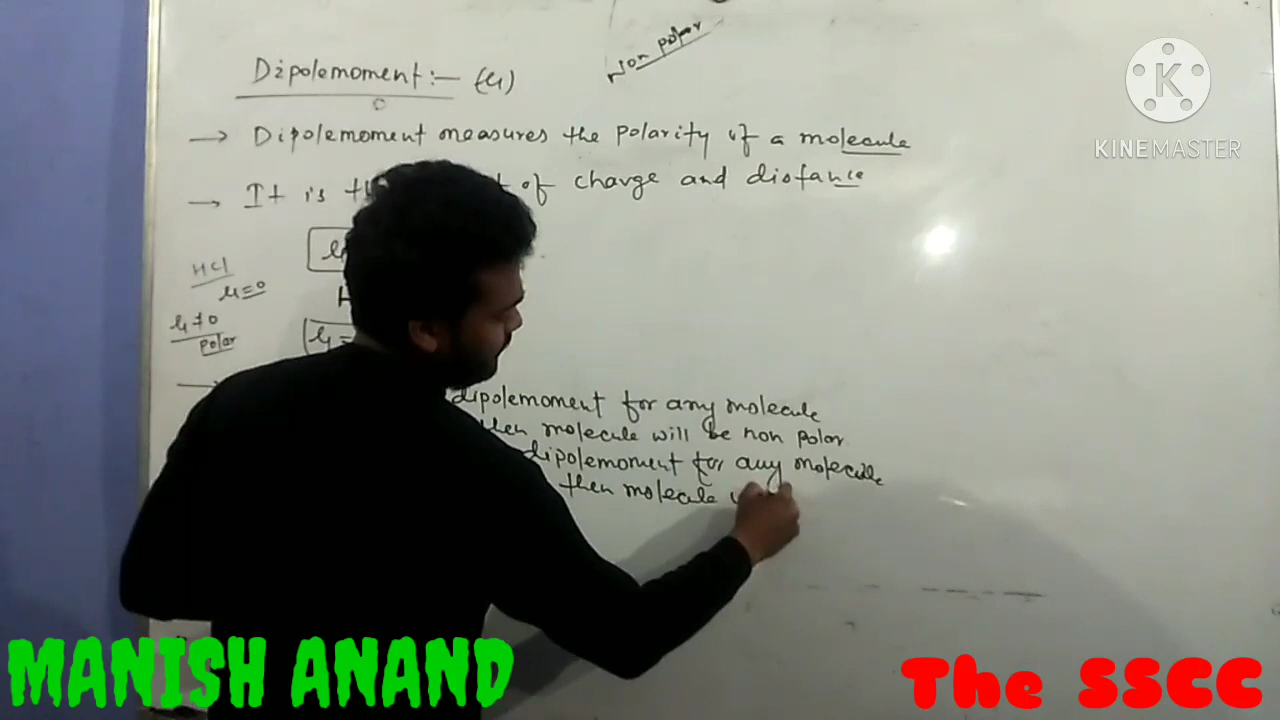 Non polar
Dipolemoment :— (μ)
K
KINEMASTER
→ Dipolemoment measures the polarity of a molecule
→ It is of charge and distance
HCl
μ=0
μ≠0
polar
μ =
dipolemoment for any molecule
then molecule will be non polar
dipolemoment for any molecule
then molecule
MANISH ANAND
The SSCC